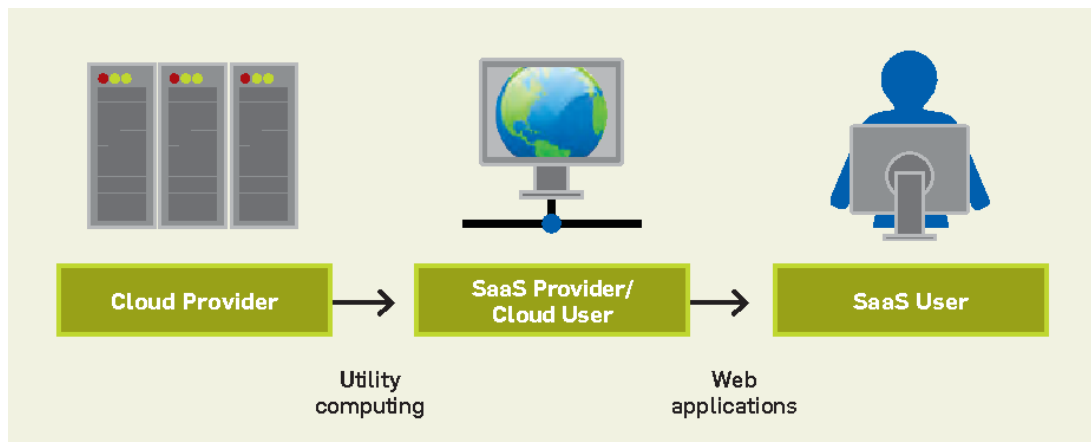 Cloud Provider
SaaS Provider/
Cloud User
SaaS User
Utility
computing
Web
applications